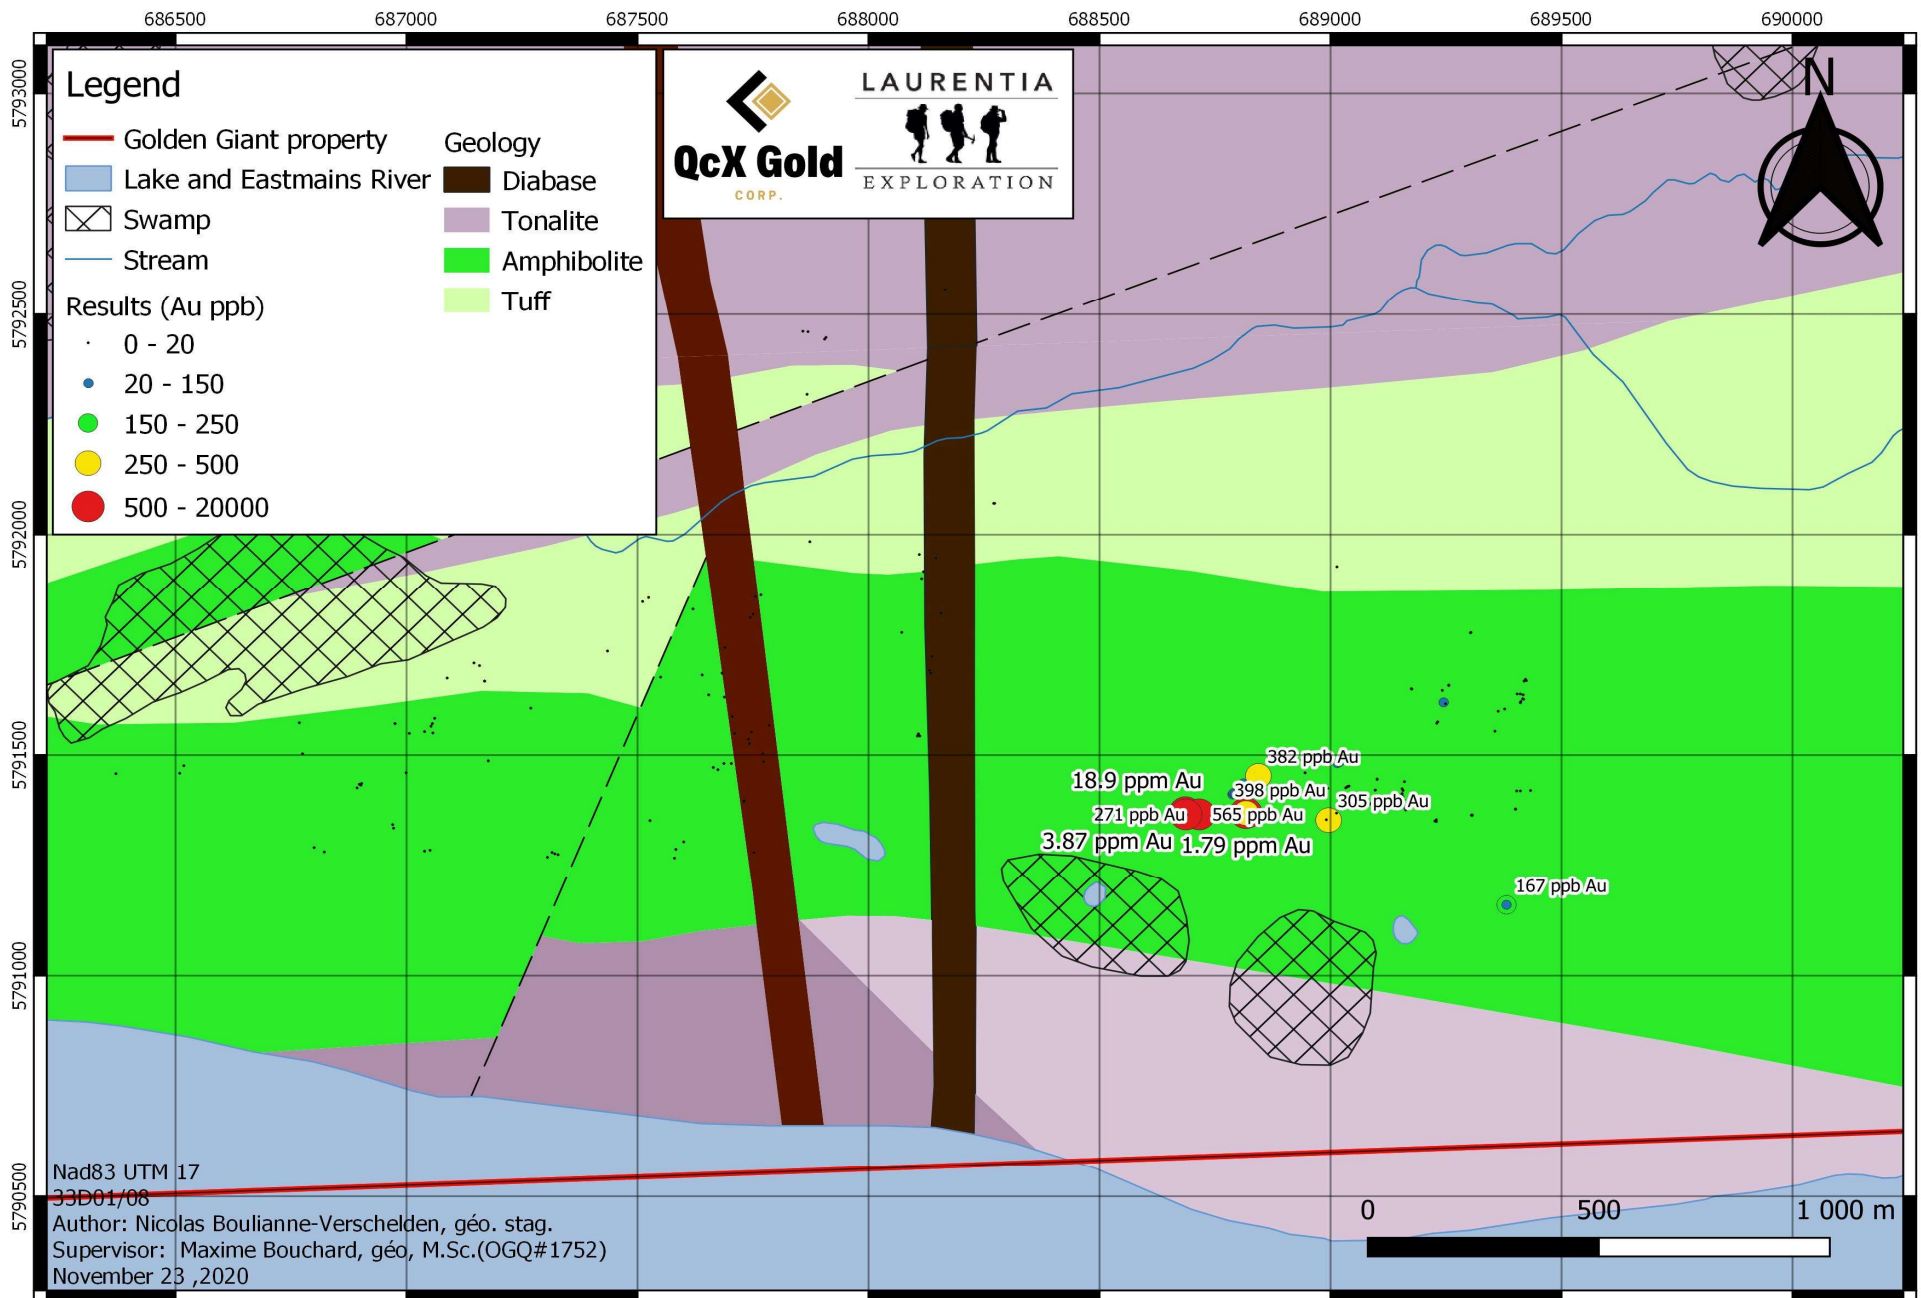 686500 687000 687500 688000 688500 689000 689500 690000
5793000
5792500
5792000
5791500
5791000
5790500
Legend
Golden Giant property
Lake and Eastmains River
Swamp
Stream
Results (Au ppb)
0 - 20
20 - 150
150 - 250
250 - 500
500 - 20000
Geology
Diabase
Tonalite
Amphibolite
Tuff
QcX Gold
CORP.
LAURENTIA
EXPLORATION
N
382 ppb Au
18.9 ppm Au
398 ppb Au
305 ppb Au
271 ppb Au
565 ppb Au
3.87 ppm Au
1.79 ppm Au
167 ppb Au
Nad83 UTM 17
33D01/08
Author: Nicolas Boulianne-Verschelden, géo. stag.
Supervisor: Maxime Bouchard, géo, M.Sc.(OGQ#1752)
November 23 ,2020
0 500 1 000 m